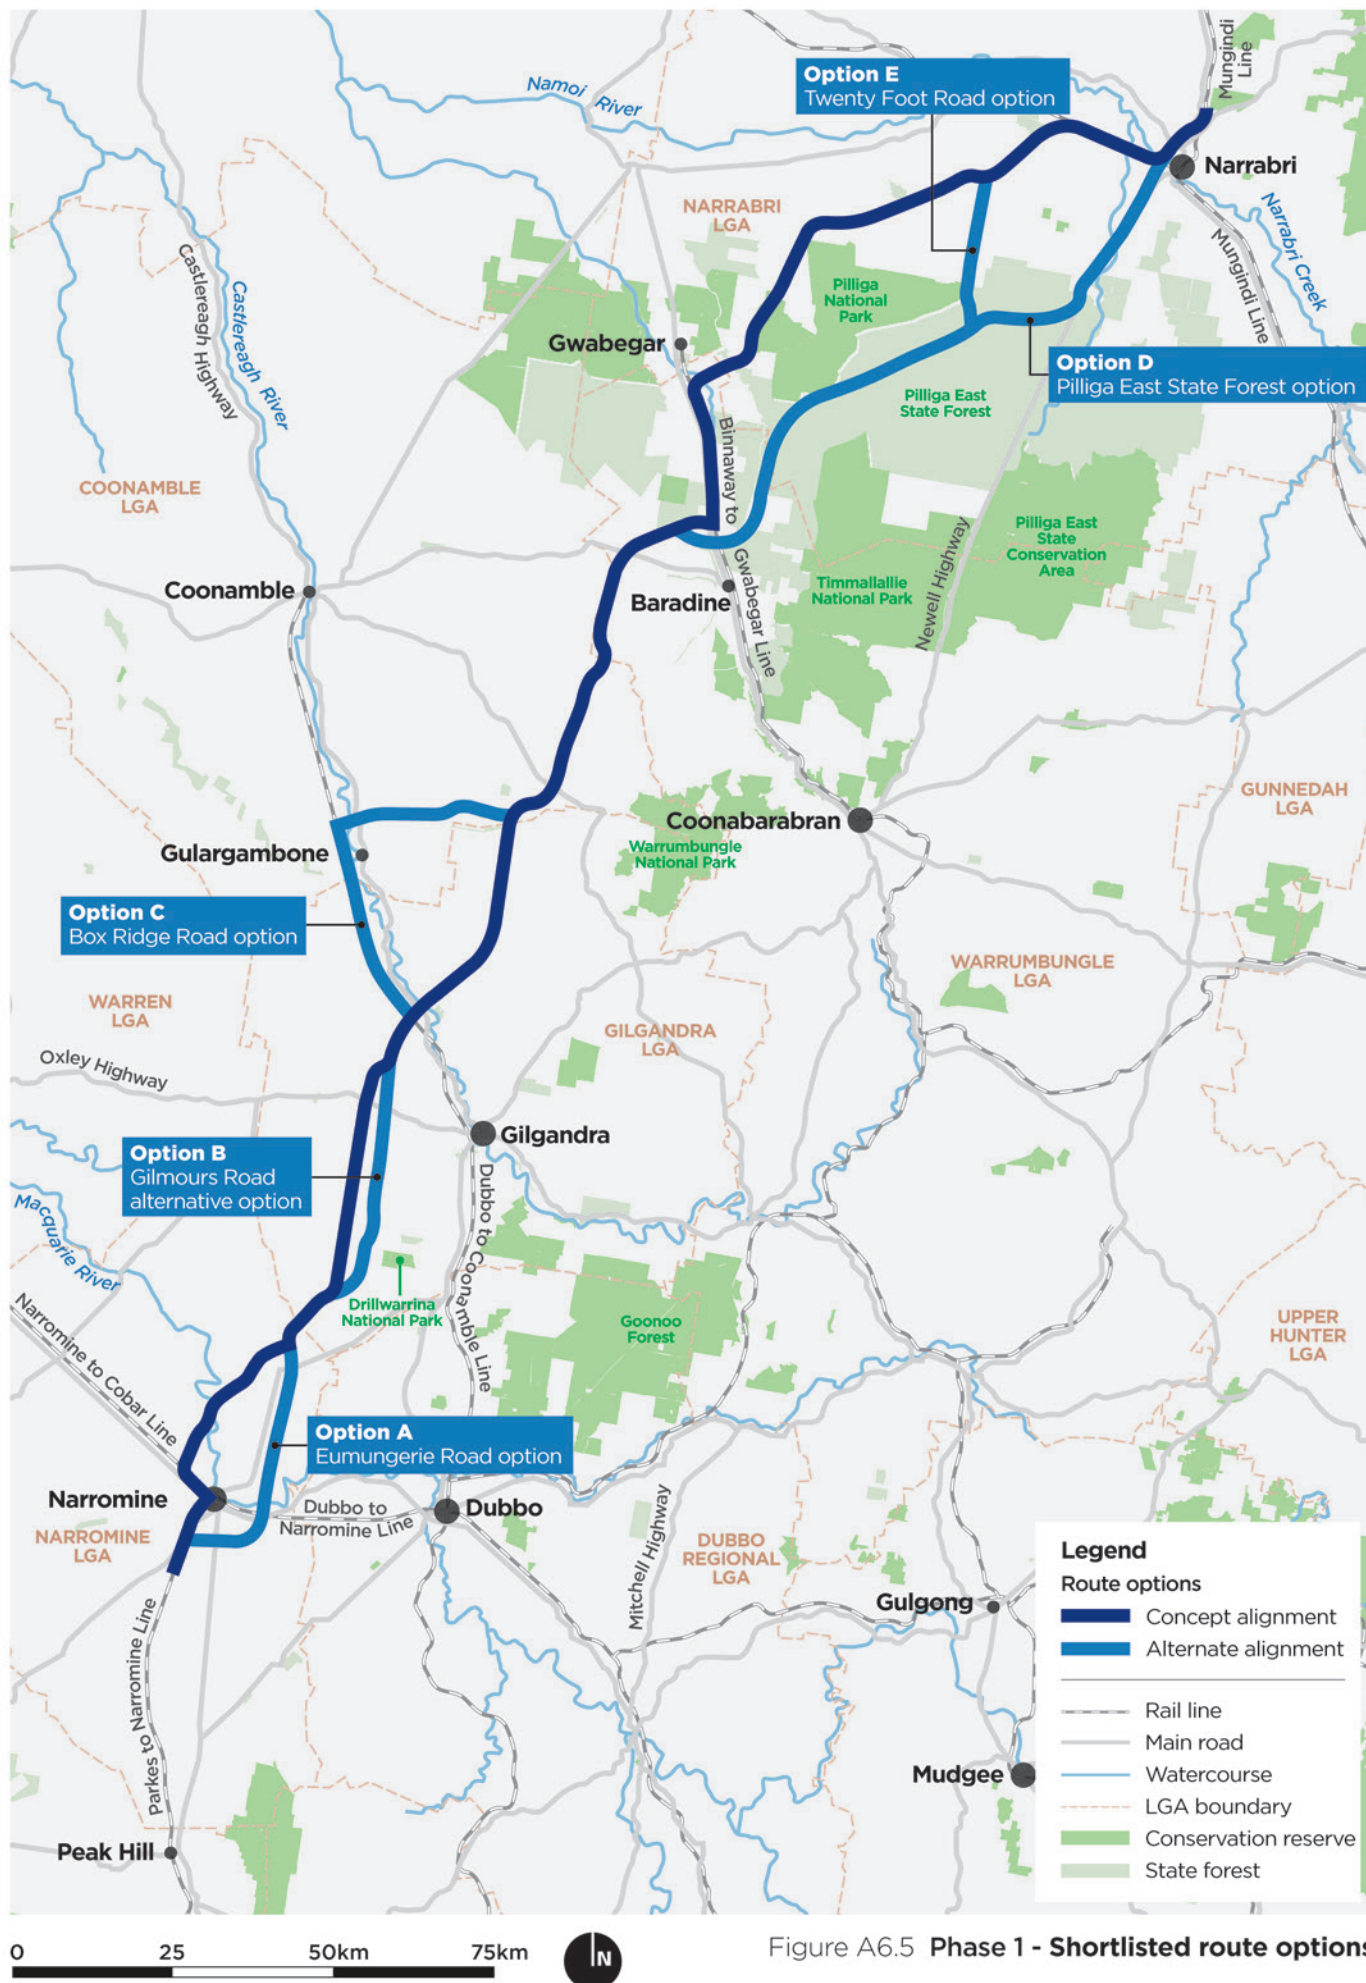 Mungindi
Line
Option E
Twenty Foot Road option
Namoi River
Narrabri
NARRABRI
LGA
Narrabri Creek
Mungindi Line
Castlereagh Highway
Castlereagh River
Pilliga
National
Park
Gwabegar
Option D
Pilliga East State Forest option
Pilliga East
State Forest
Binnaway to
Gwabegar Line
COONAMBLE
LGA
Pilliga East
State
Conservation
Area
Newell Highway
Coonamble
Baradine
Timmallallie
National Park
GUNNEDAH
LGA
Coonabarabran
Gulargambone
Warrumbungle
National Park
Option C
Box Ridge Road option
WARRUMBUNGLE
LGA
WARREN
LGA
GILGANDRA
LGA
Oxley Highway
Gilgandra
Option B
Gilmours Road
alternative option
Macquarie River
Dubbo to Coonamble Line
Drillwarrina
National Park
Goonoo
Forest
UPPER
HUNTER
LGA
Narromine to Cobar Line
Option A
Eumungerie Road option
Narromine
Dubbo to
Narromine Line
Dubbo
NARROMINE
LGA
Mitchell Highway
DUBBO
REGIONAL
LGA
Gulgong
Parkes to Narromine Line
Mudgee
Peak Hill
Legend
Route options
Concept alignment
Alternate alignment
Rail line
Main road
Watercourse
LGA boundary
Conservation reserve
State forest
0 25 50km 75km
N
Figure A6.5 Phase 1 - Shortlisted route options